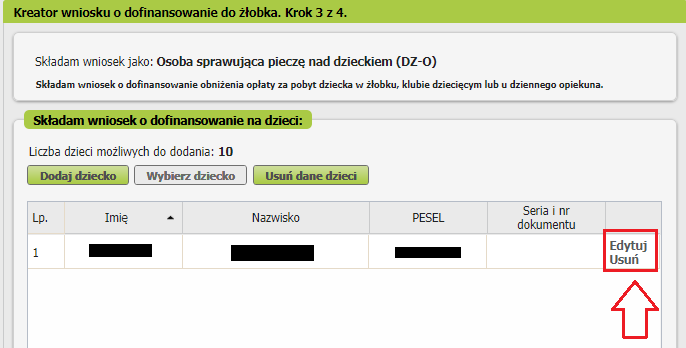 Kreator wniosku o dofinansowanie do żłobka. Krok 3 z 4.
Składam wniosek jako: Osoba sprawująca pieczę nad dzieckiem (DZ-O)
Składam wniosek o dofinansowanie obniżenia opłaty za pobyt dziecka w żłobku, klubie dziecięcym lub u dziennego opiekuna.
Składam wniosek o dofinansowanie na dzieci:
Liczba dzieci możliwych do dodania: 10
Dodaj dziecko Wybierz dziecko Usuń dane dzieci
Lp. Imię Nazwisko PESEL Seria i nr
dokumentu
1 Edytuj
Usuń